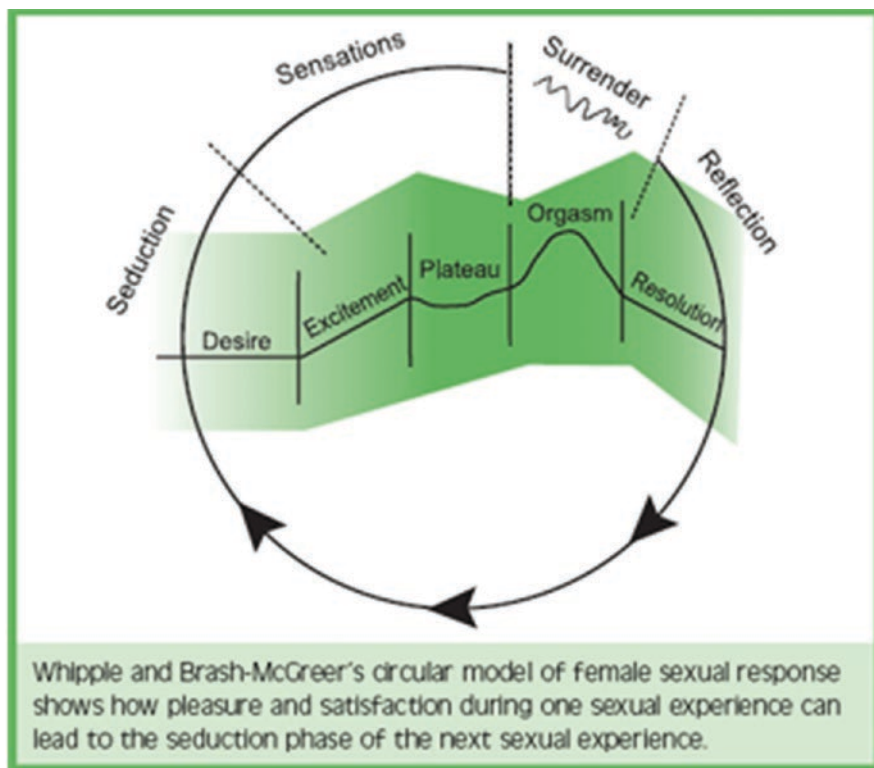 Sensations
Surrender
Reflection
Seduction
Orgasm
Plateau
Excitement
Resolution
Desire
Whipple and Brash-McGreer's circular model of female sexual response
shows how pleasure and satisfaction during one sexual experience can
lead to the seduction phase of the next sexual experience.